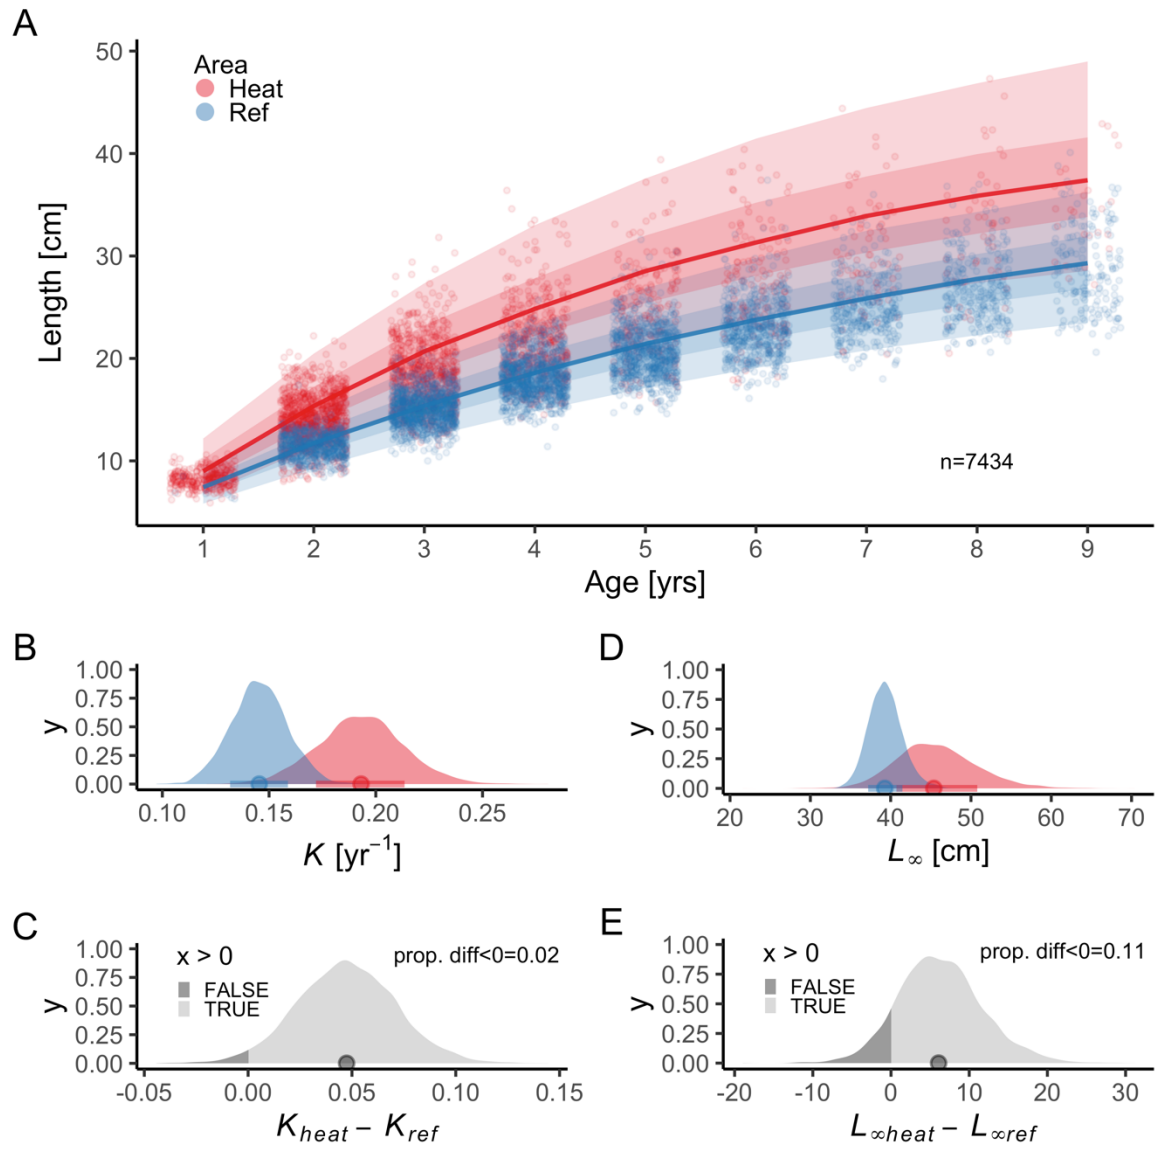 A
50
40
30
20
10
Length [cm]
Area
Heat
Ref
n=7434
1 2 3 4 5 6 7 8 9
Age [yrs]
B
1.00
0.75
0.50
0.25
0.00
y
0.10 0.15 0.20 0.25
K [yr⁻¹]
D
1.00
0.75
0.50
0.25
0.00
y
20 30 40 50 60 70
L∞ [cm]
C
1.00
0.75
0.50
0.25
0.00
y
x > 0
FALSE
TRUE
prop. diff<0=0.02
-0.05 0.00 0.05 0.10 0.15
Kheat − Kref
E
1.00
0.75
0.50
0.25
0.00
y
x > 0
FALSE
TRUE
prop. diff<0=0.11
-20 -10 0 10 20 30
L∞heat − L∞ref